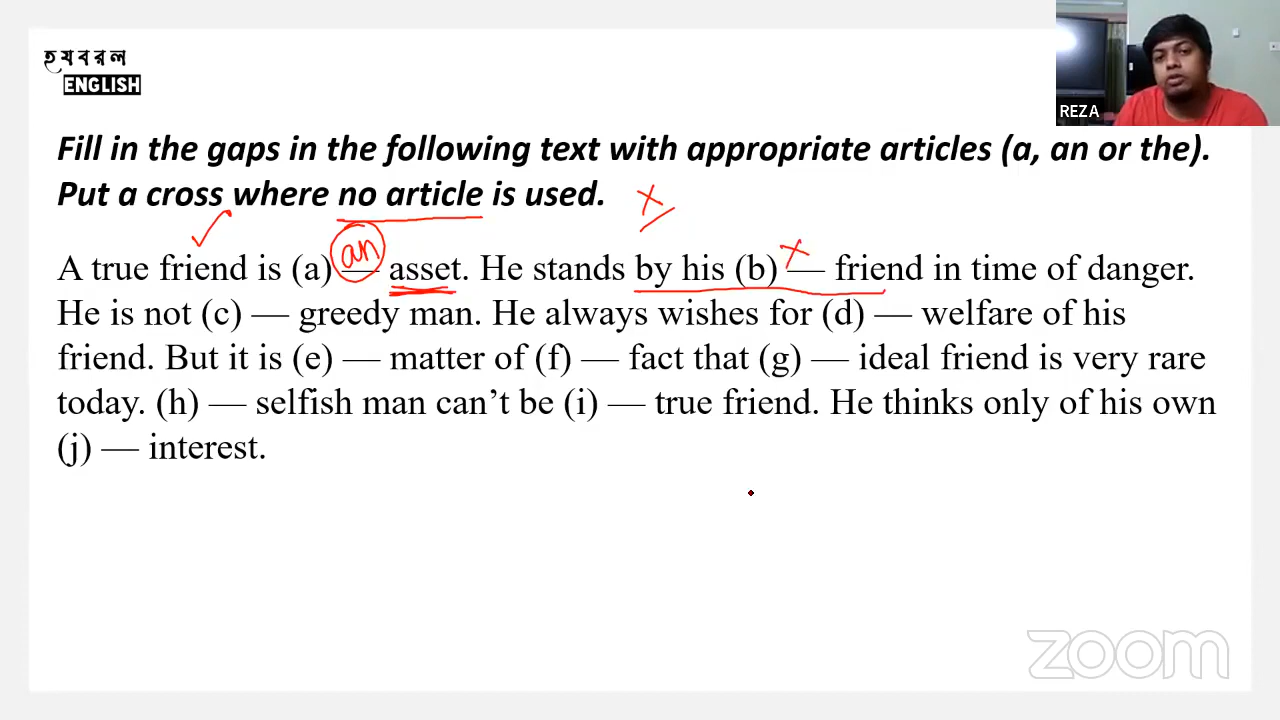 হ য ব র ল
ENGLISH
REZA
Fill in the gaps in the following text with appropriate articles (a, an or the).
Put a cross where no article is used. ×
A true friend is (a) an — asset. He stands by his (b) × — friend in time of danger.
He is not (c) — greedy man. He always wishes for (d) — welfare of his
friend. But it is (e) — matter of (f) — fact that (g) — ideal friend is very rare
today. (h) — selfish man can’t be (i) — true friend. He thinks only of his own
(j) — interest.
zoom